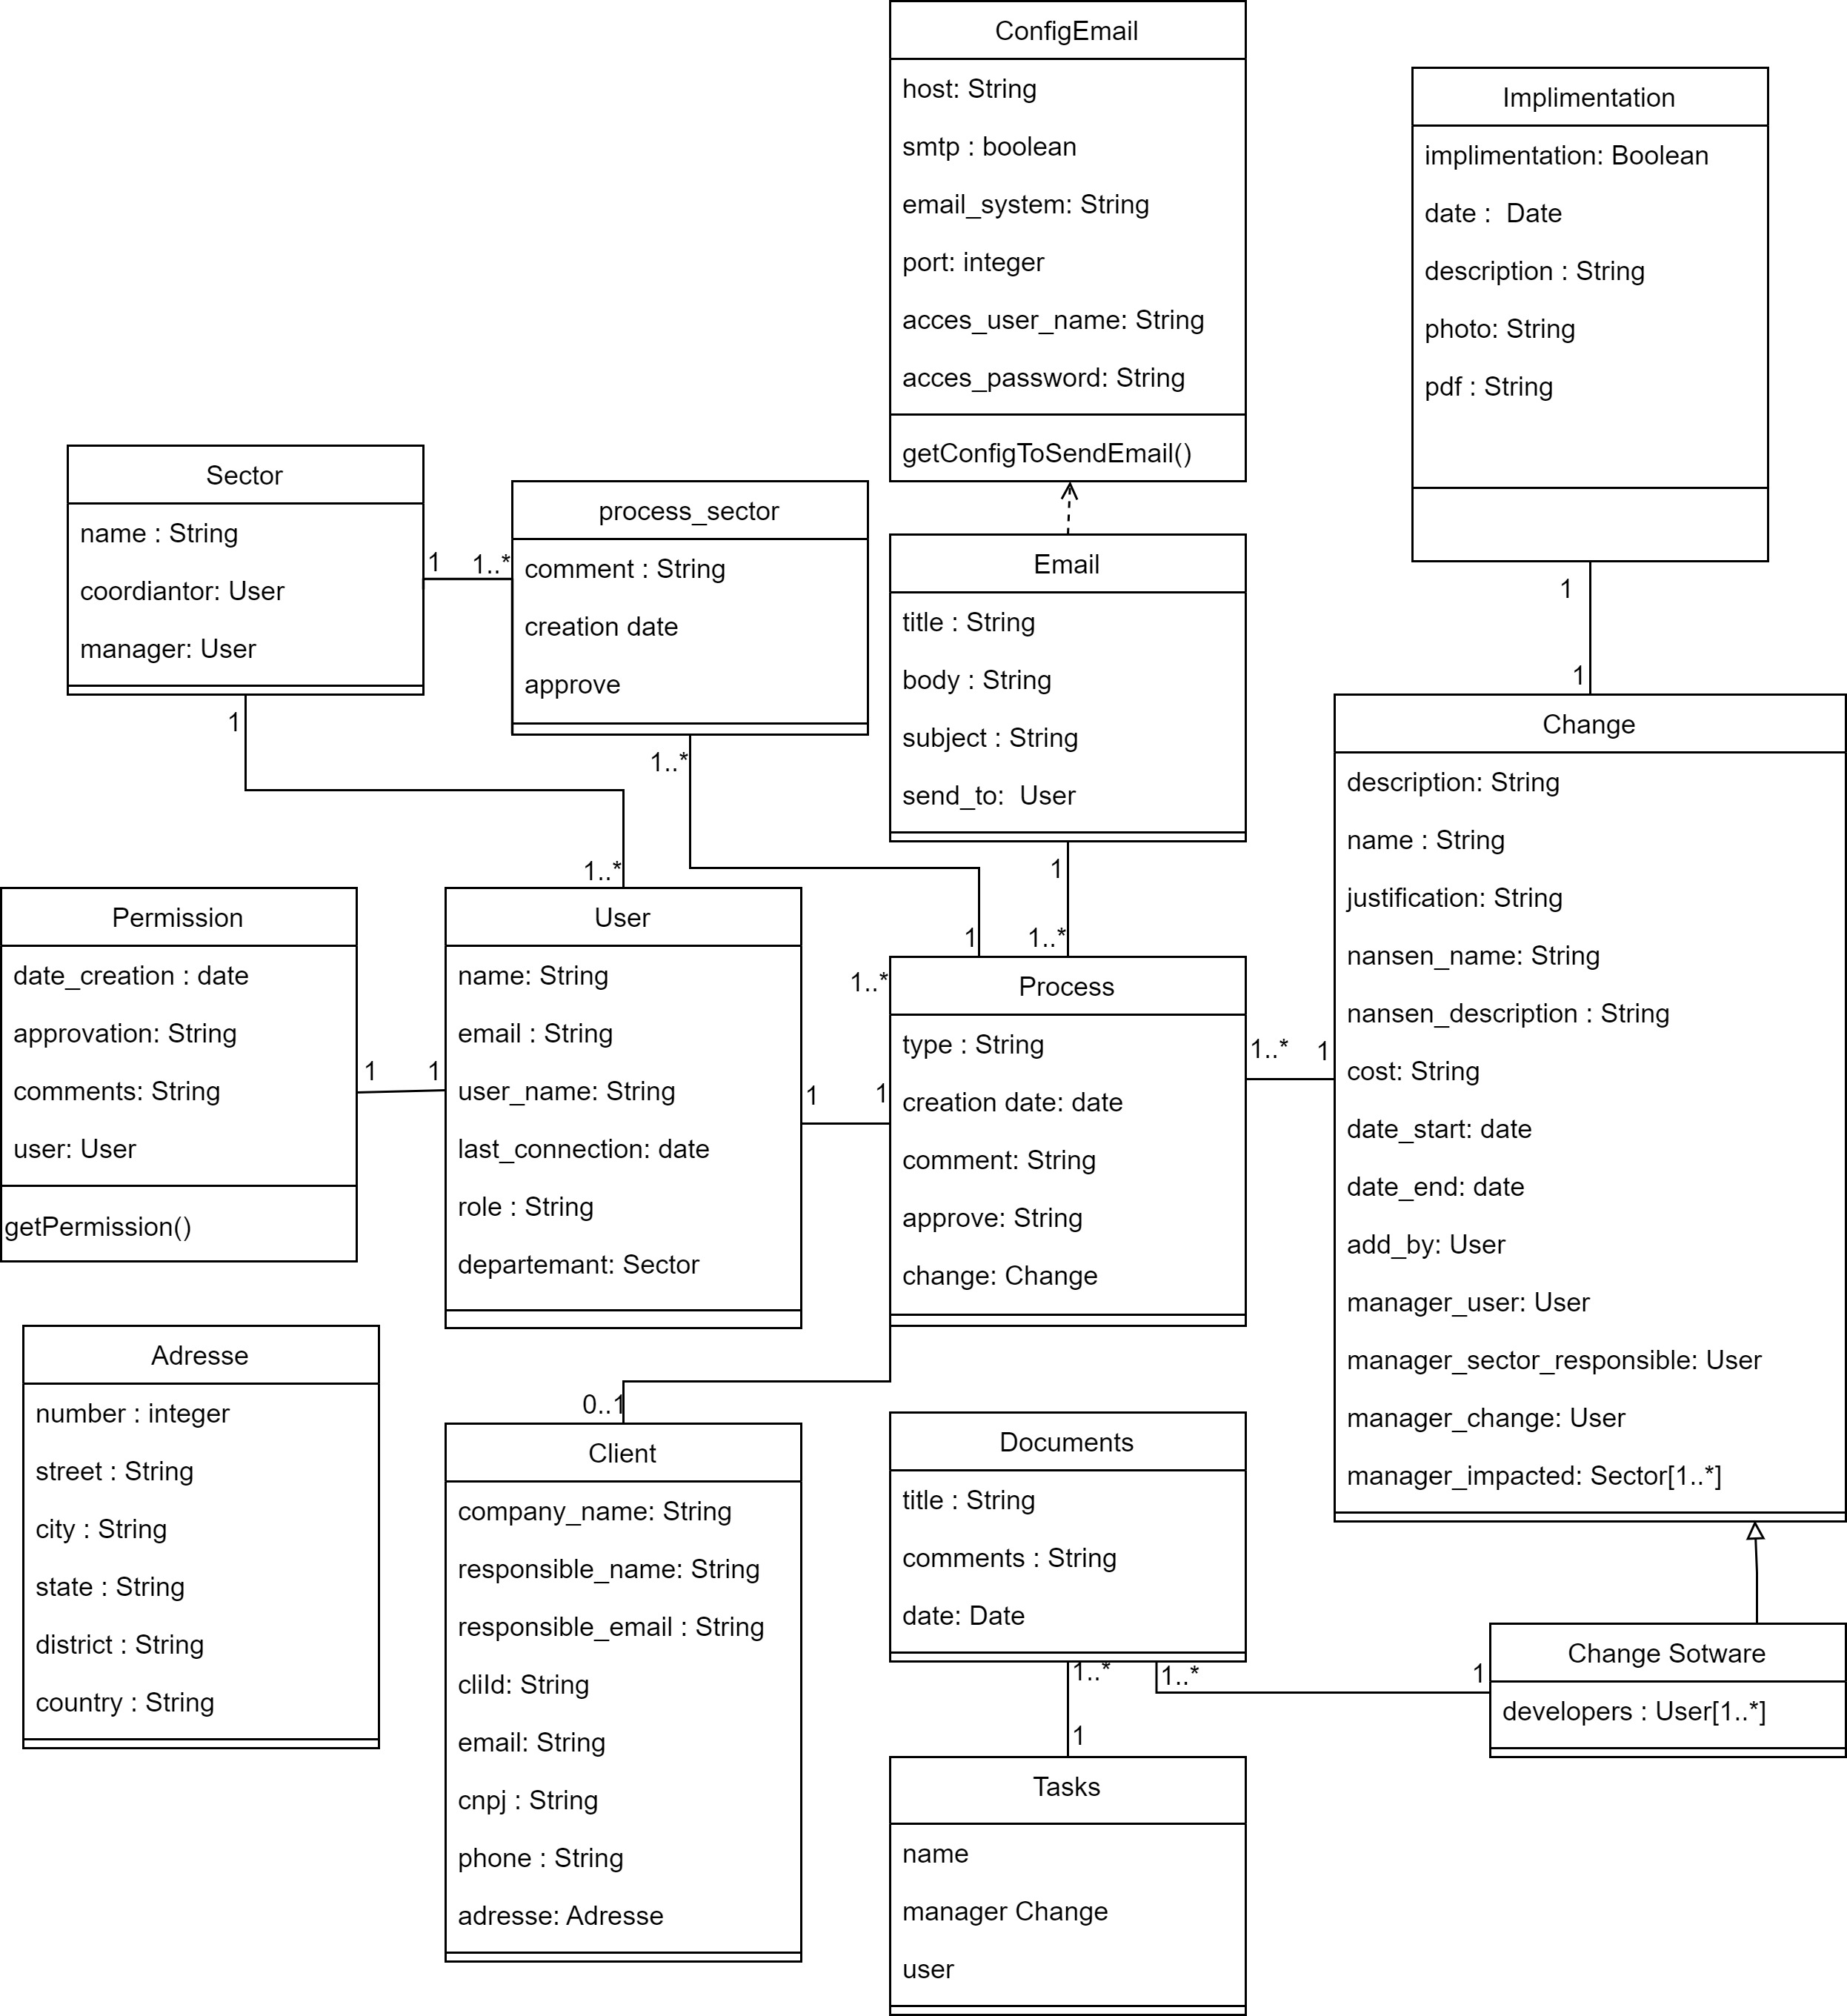 ConfigEmail
host: String
smtp : boolean
email_system: String
port: integer
acces_user_name: String
acces_password: String
getConfigToSendEmail()
Implimentation
implimentation: Boolean
date :  Date
description : String
photo: String
pdf : String
1
1
Sector
name : String
coordiantor: User
manager: User
1
1..*
process_sector
comment : String
creation date
approve
1..*
1
Email
title : String
body : String
subject : String
send_to:  User
1
1..*
1
1..*
Permission
date_creation : date
approvation: String
comments: String
user: User
getPermission()
1
1
User
name: String
email : String
user_name: String
last_connection: date
role : String
departemant: Sector
1
1
1..*
Process
type : String
creation date: date
comment: String
approve: String
change: Change
1..*
1
Change
description: String
name : String
justification: String
nansen_name: String
nansen_description : String
cost: String
date_start: date
date_end: date
add_by: User
manager_user: User
manager_sector_responsible: User
manager_change: User
manager_impacted: Sector[1..*]
Adresse
number : integer
street : String
city : String
state : String
district : String
country : String
0..1
Client
company_name: String
responsible_name: String
responsible_email : String
cliId: String
email: String
cnpj : String
phone : String
adresse: Adresse
Documents
title : String
comments : String
date: Date
1..*
1..*
1
1
Change Sotware
developers : User[1..*]
Tasks
name
manager Change
user